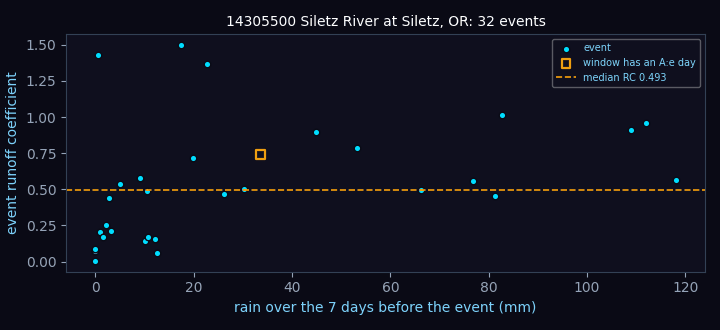 14305500 Siletz River at Siletz, OR: 32 events
event runoff coefficient
1.50
1.25
1.00
0.75
0.50
0.25
0.00
event
window has an A:e day
median RC 0.493
0 20 40 60 80 100 120
rain over the 7 days before the event (mm)